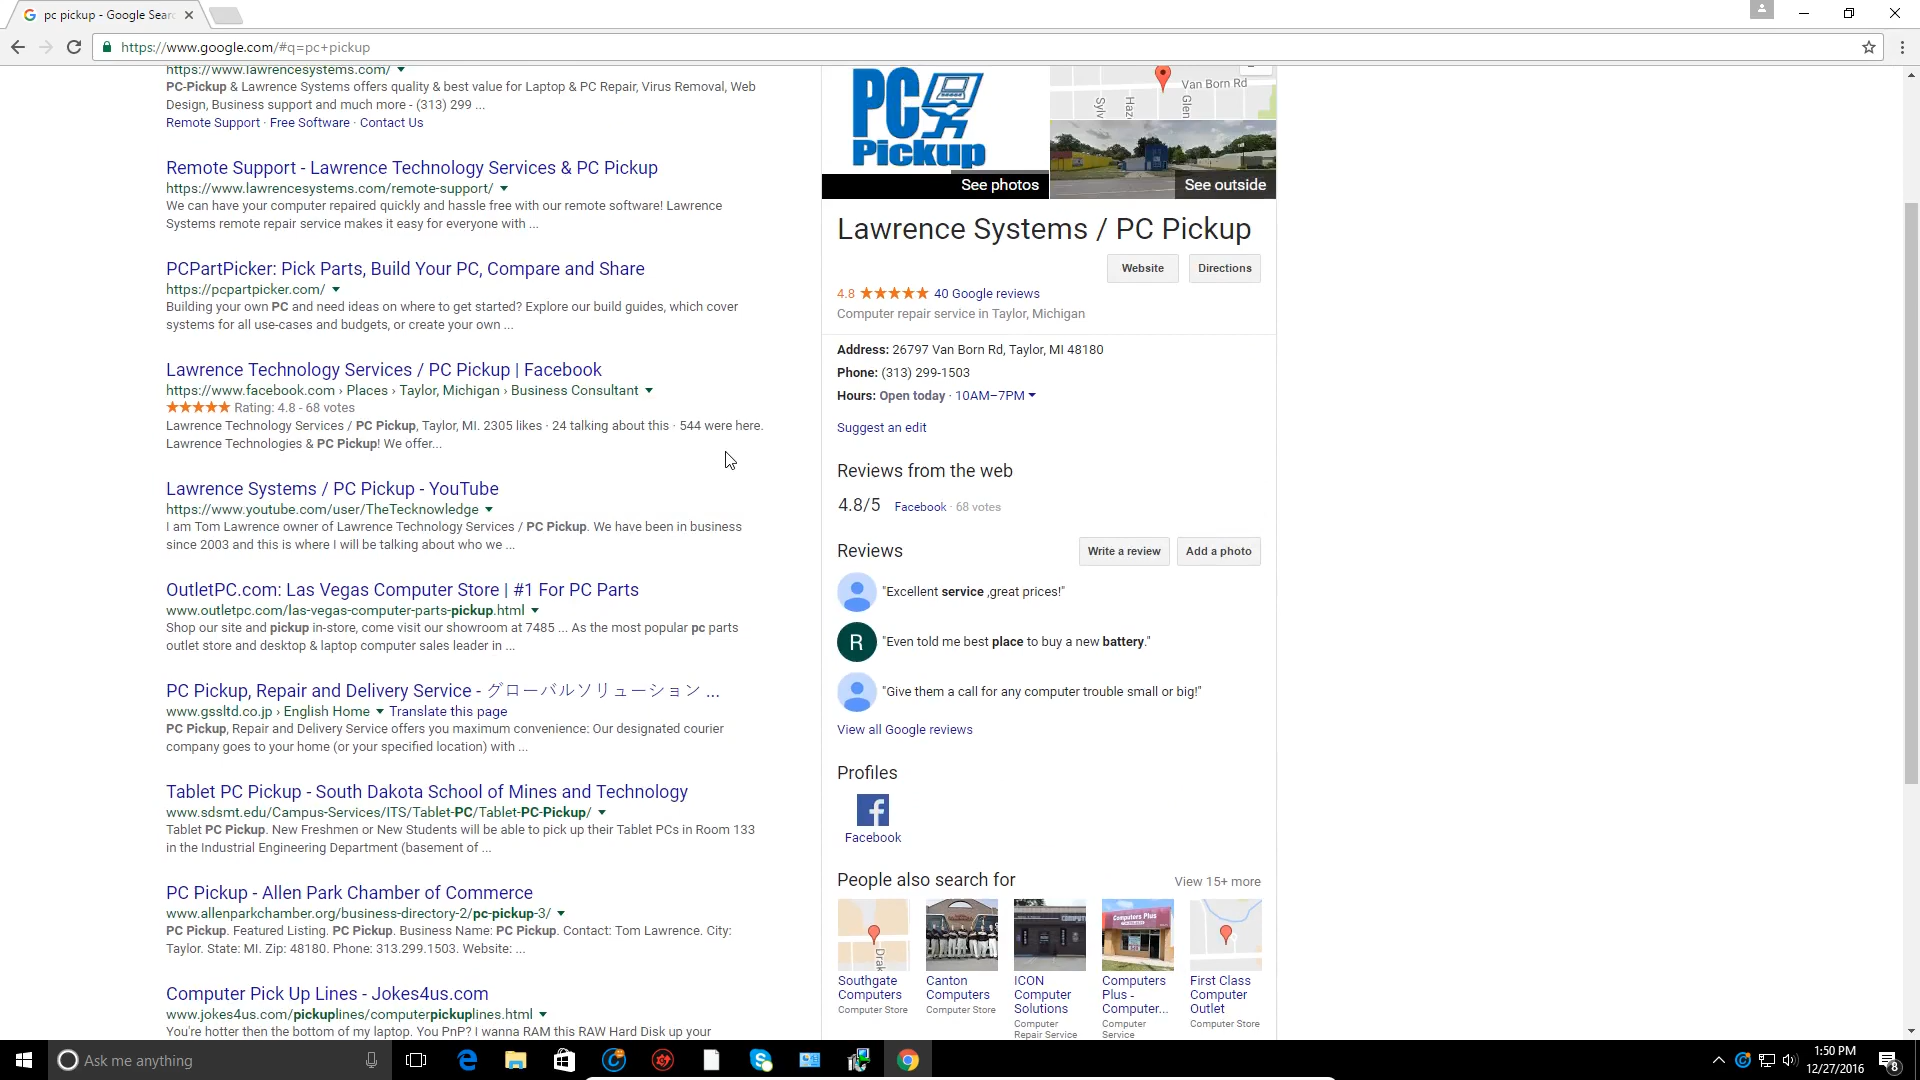 pc pickup - Google Sear
https://www.google.com/#q=pc+pickup
https://www.lawrencesystems.com/
PC-Pickup & Lawrence Systems offers quality & best value for Laptop & PC Repair, Virus Removal, Web
Design, Business support and much more - (313) 299 ...
Remote Support · Free Software · Contact Us
Remote Support - Lawrence Technology Services & PC Pickup
https://www.lawrencesystems.com/remote-support/
We can have your computer repaired quickly and hassle free with our remote software! Lawrence
Systems remote repair service makes it easy for everyone with ...
PCPartPicker: Pick Parts, Build Your PC, Compare and Share
https://pcpartpicker.com/
Building your own PC and need ideas on where to get started? Explore our build guides, which cover
systems for all use-cases and budgets, or create your own ...
Lawrence Technology Services / PC Pickup | Facebook
https://www.facebook.com › Places › Taylor, Michigan › Business Consultant
Rating: 4.8 - 68 votes
Lawrence Technology Services / PC Pickup, Taylor, MI. 2305 likes · 24 talking about this · 544 were here.
Lawrence Technologies & PC Pickup! We offer...
Lawrence Systems / PC Pickup - YouTube
https://www.youtube.com/user/TheTecknowledge
I am Tom Lawrence owner of Lawrence Technology Services / PC Pickup. We have been in business
since 2003 and this is where I will be talking about who we ...
OutletPC.com: Las Vegas Computer Store | #1 For PC Parts
www.outletpc.com/las-vegas-computer-parts-pickup.html
Shop our site and pickup in-store, come visit our showroom at 7485 ... As the most popular pc parts
outlet store and desktop & laptop computer sales leader in ...
PC Pickup, Repair and Delivery Service - グローバルソリューション ...
www.gssltd.co.jp › English Home Translate this page
PC Pickup, Repair and Delivery Service offers you maximum convenience: Our designated courier
company goes to your home (or your specified location) with ...
Tablet PC Pickup - South Dakota School of Mines and Technology
www.sdsmt.edu/Campus-Services/ITS/Tablet-PC/Tablet-PC-Pickup/
Tablet PC Pickup. New Freshmen or New Students will be able to pick up their Tablet PCs in Room 133
in the Industrial Engineering Department (basement of ...
PC Pickup - Allen Park Chamber of Commerce
www.allenparkchamber.org/business-directory-2/pc-pickup-3/
PC Pickup. Featured Listing. PC Pickup. Business Name: PC Pickup. Contact: Tom Lawrence. City:
Taylor. State: MI. Zip: 48180. Phone: 313.299.1503. Website: ...
Computer Pick Up Lines - Jokes4us.com
www.jokes4us.com/pickuplines/computerpickuplines.html
You're hotter then the bottom of my laptop. You PnP? I wanna RAM this RAW Hard Disk up your
PC
Pickup
See photos
Van Born Rd
Sylv
Haze
Glen
See outside
Lawrence Systems / PC Pickup
Website
Directions
4.8 40 Google reviews
Computer repair service in Taylor, Michigan
Address: 26797 Van Born Rd, Taylor, MI 48180
Phone: (313) 299-1503
Hours: Open today · 10AM–7PM
Suggest an edit
Reviews from the web
4.8/5 Facebook · 68 votes
Reviews
Write a review
Add a photo
"Excellent service ,great prices!"
R
"Even told me best place to buy a new battery."
"Give them a call for any computer trouble small or big!"
View all Google reviews
Profiles
Facebook
People also search for
View 15+ more
Drak
Computers Plus
Southgate
Computers
Computer Store
Canton
Computers
Computer Store
ICON
Computer
Solutions
Computer
Repair Service
Computers
Plus -
Computer...
Computer
Service
First Class
Computer
Outlet
Computer Store
Ask me anything
1:50 PM
12/27/2016
8